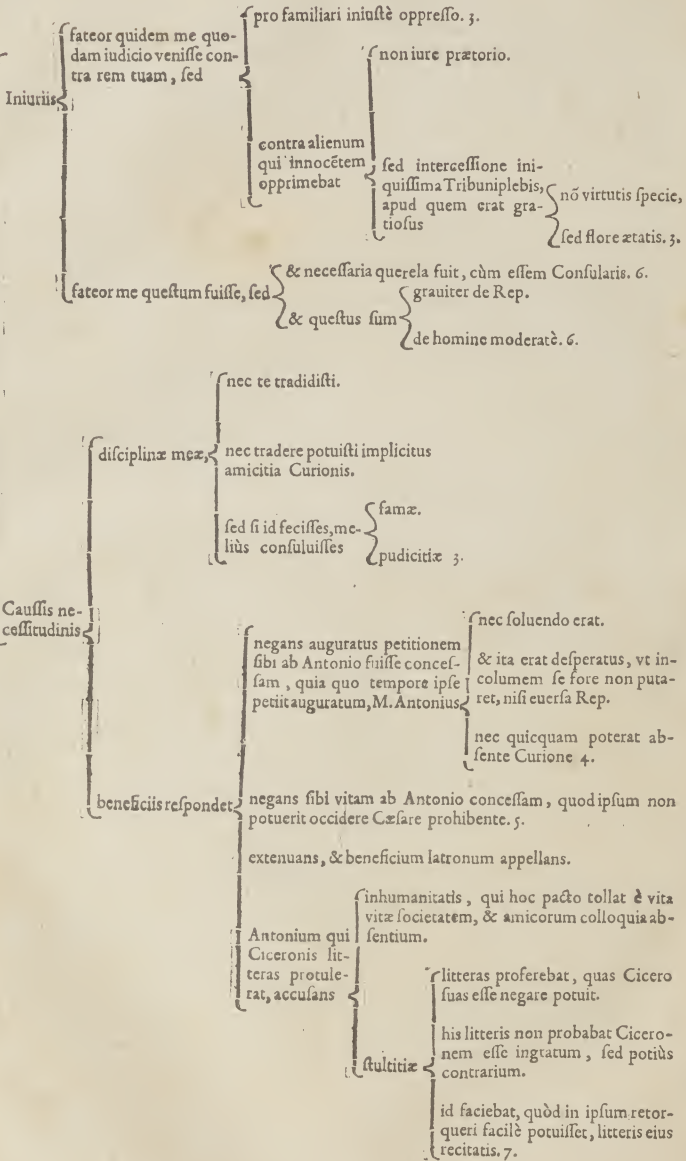 Iniuriis
fateor quidem me quo-
dam iudicio venisse con-
tra rem tuam, sed
pro familiari iniustè oppresso. 3.
contra alienum
qui innocẽtem
opprimebat
non iure prætorio.
sed intercessione ini-
quissima Tribuniplebis,
apud quem erat gra-
tiosus
nõ virtutis specie,
sed flore ætatis. 3.
fateor me questum fuisse, sed
& necessaria querela fuit, cùm essem Consularis. 6.
& questus sum
grauiter de Rep.
de homine moderatè. 6.
Caussis ne-
cessitudinis
disciplinæ meæ,
nec te tradidisti.
nec tradere potuisti implicitus
amicitia Curionis.
sed si id fecisses, me-
liùs consuluisses
famæ.
pudicitiæ 3.
beneficiis respondet
negans auguratus petitionem
sibi ab Antonio fuisse conces-
sam, quia quo tempore ipse
petiit auguratum, M. Antonius
nec soluendo erat.
& ita erat desperatus, vt in-
columem se fore non puta-
ret, nisi euersa Rep.
nec quicquam poterat ab-
sente Curione 4.
negans sibi vitam ab Antonio concessam, quod ipsum non
potuerit occidere Cæsare prohibente. 5.
extenuans, & beneficium latronum appellans.
Antonium qui
Ciceronis lit-
teras protule-
rat, accusans
inhumanitatis, qui hoc pacto tollat è vita
vitæ societatem, & amicorum colloquia ab-
sentium.
stultitiæ
litteras proferebat, quas Cicero
suas esse negare potuit.
his litteris non probabat Cicero-
nem esse ingratum, sed potiùs
contrarium.
id faciebat, quòd in ipsum retor-
queri facilè potuisset, litteris eius
recitatis. 7.